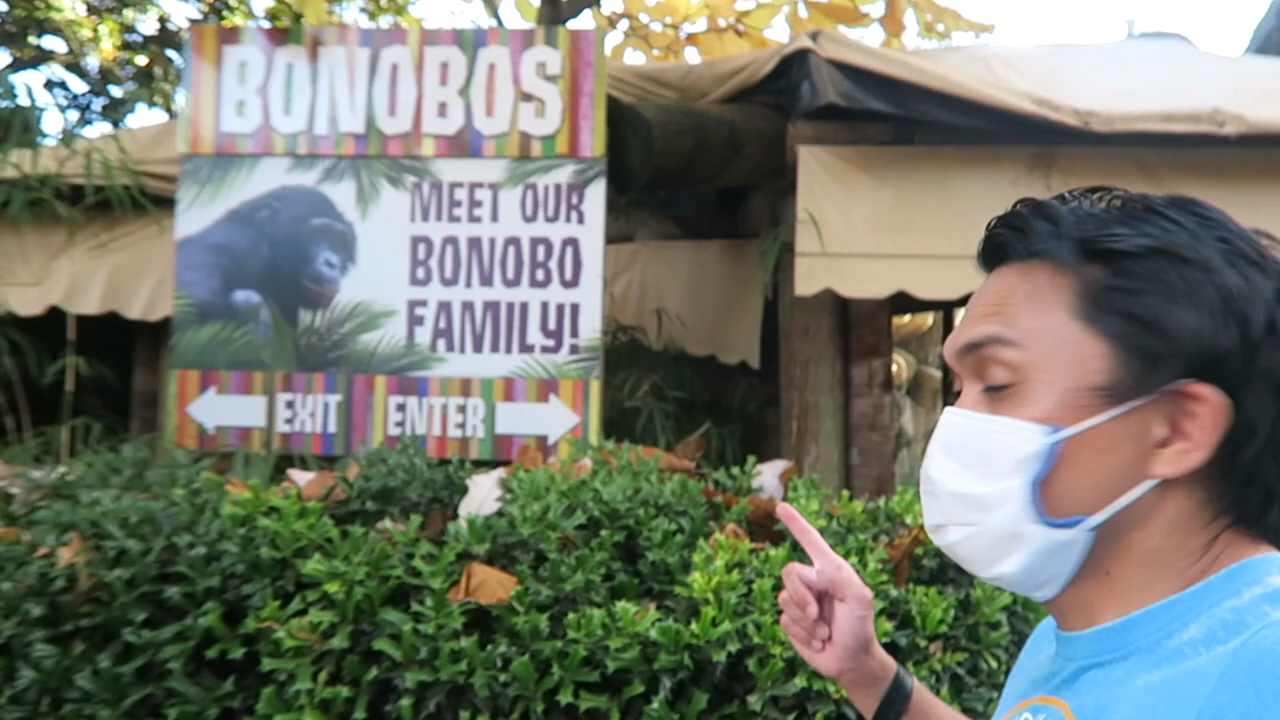 BONOBOS
MEET OUR
BONOBO
FAMILY!
EXIT ENTER